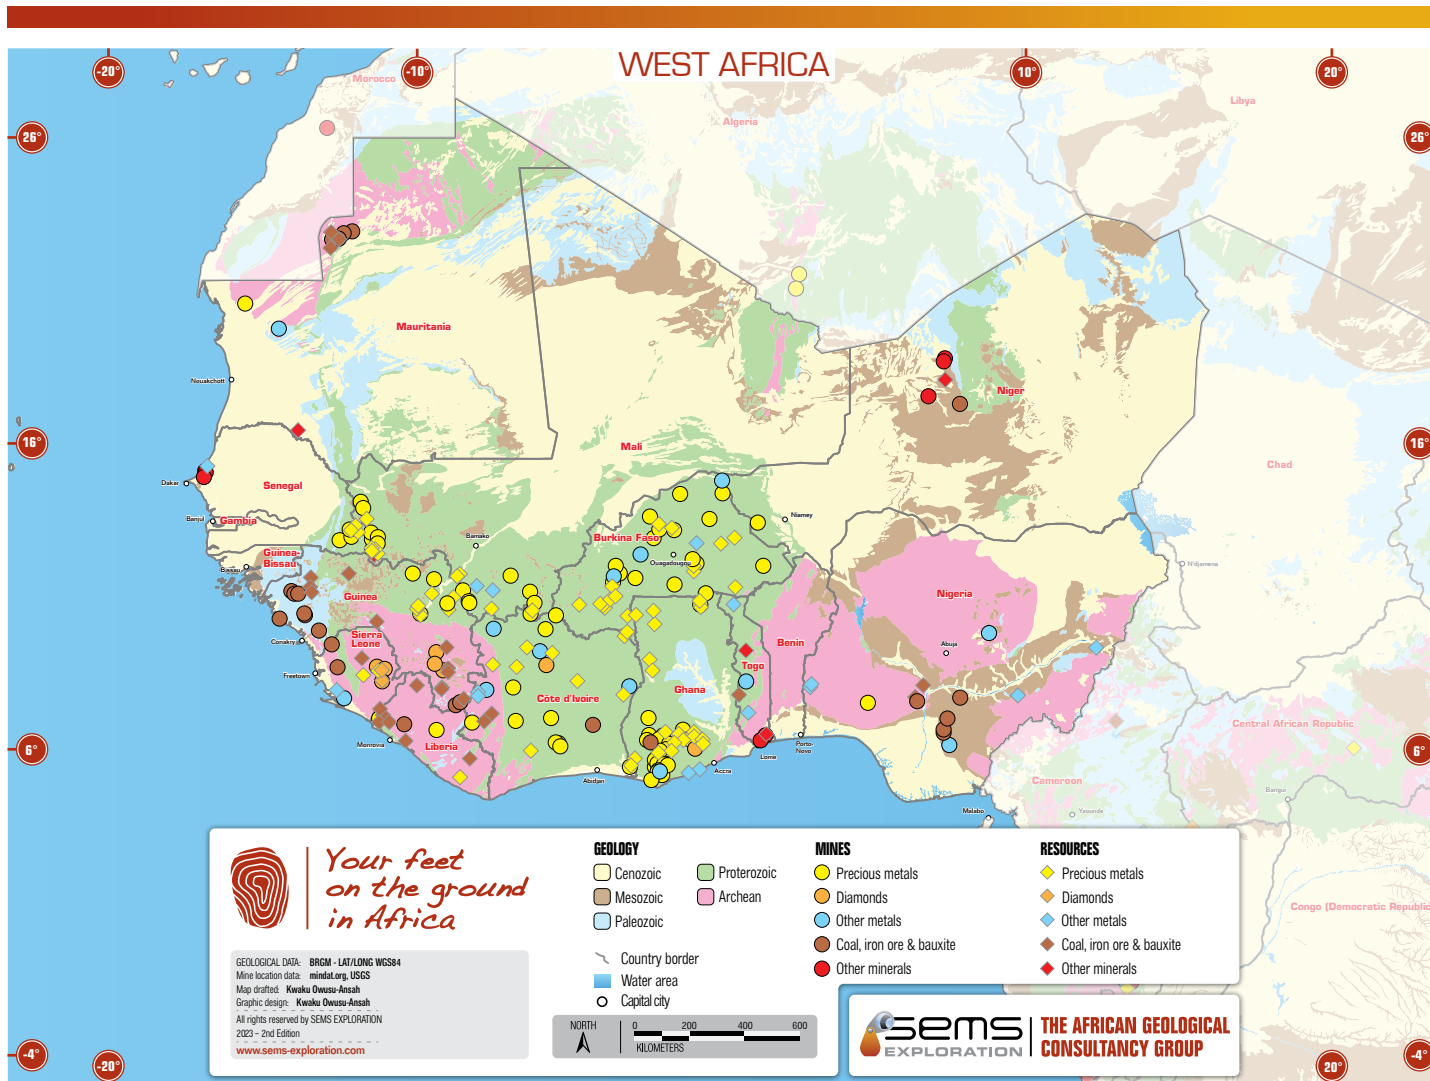 WEST AFRICA
-20°
-10°
10°
20°
26°
26°
16°
16°
6°
6°
-4°
-4°
-20°
20°
Morocco
Algeria
Libya
Mauritania
Nouakchott
Mali
Niger
Chad
Dakar
Senegal
Banjul
Gambia
Guinea-
Bissau
Bissau
Bamako
Burkina Faso
Ouagadougou
Niamey
N'djamena
Guinea
Conakry
Sierra
Leone
Freetown
Monrovia
Liberia
Côte d'Ivoire
Abidjan
Ghana
Accra
Togo
Lome
Benin
Porto-
Novo
Nigeria
Abuja
Malabo
Cameroon
Yaounde
Central African Republic
Bangui
Congo (Democratic Republic
Your feet
on the ground
in Africa
GEOLOGICAL DATA: BRGM - LAT/LONG WGS84
Mine location data: mindat.org, USGS
Map drafted: Kwaku Owusu-Ansah
Graphic design: Kwaku Owusu-Ansah
All rights reserved by SEMS EXPLORATION
2023 – 2nd Edition
www.sems-exploration.com
GEOLOGY
Cenozoic
Mesozoic
Paleozoic
Proterozoic
Archean
Country border
Water area
Capital city
NORTH
0 200 400 600
KILOMETERS
MINES
Precious metals
Diamonds
Other metals
Coal, iron ore & bauxite
Other minerals
RESOURCES
Precious metals
Diamonds
Other metals
Coal, iron ore & bauxite
Other minerals
sems
EXPLORATION
THE AFRICAN GEOLOGICAL
CONSULTANCY GROUP